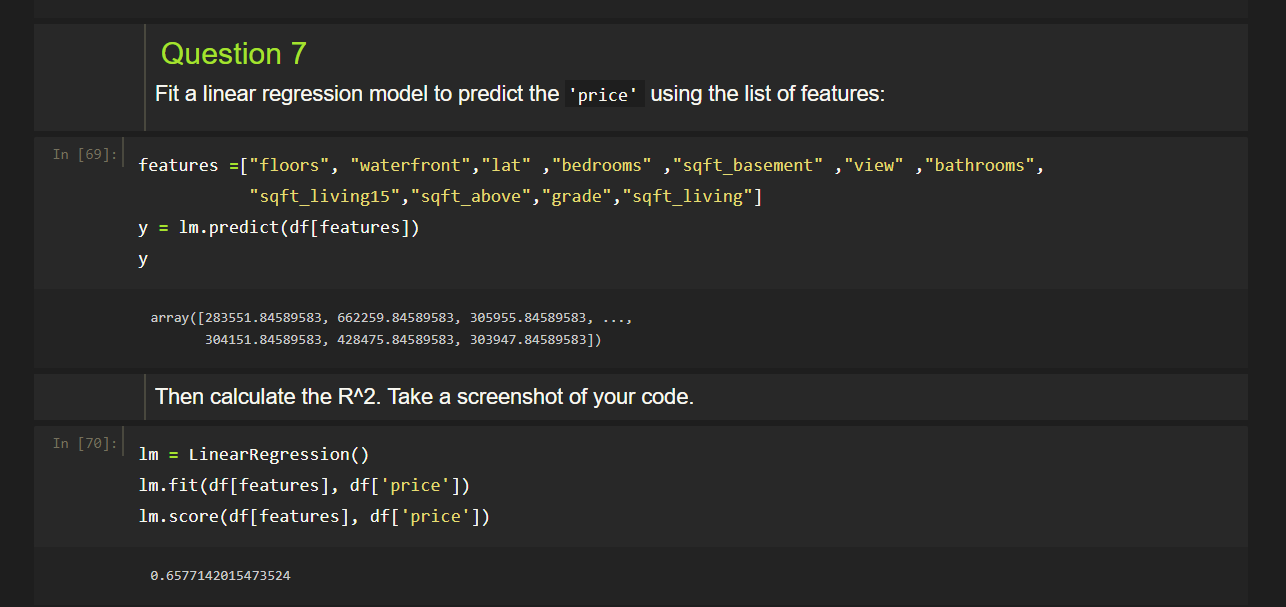 Question 7
Fit a linear regression model to predict the 'price' using the list of features:
In [69]:
features =["floors", "waterfront","lat" ,"bedrooms" ,"sqft_basement" ,"view" ,"bathrooms",
"sqft_living15","sqft_above","grade","sqft_living"]
y = lm.predict(df[features])
y
array([283551.84589583, 662259.84589583, 305955.84589583, ...,
304151.84589583, 428475.84589583, 303947.84589583])
Then calculate the R^2. Take a screenshot of your code.
In [70]:
lm = LinearRegression()
lm.fit(df[features], df['price'])
lm.score(df[features], df['price'])
0.6577142015473524